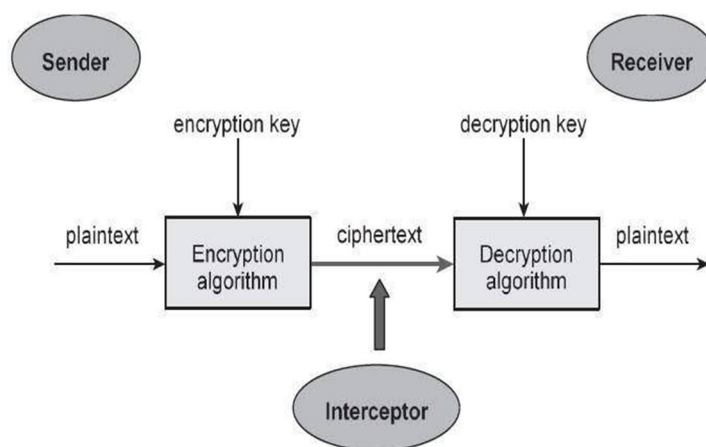 Sender
Receiver
encryption key
decryption key
plaintext
Encryption
algorithm
ciphertext
Decryption
algorithm
plaintext
Interceptor